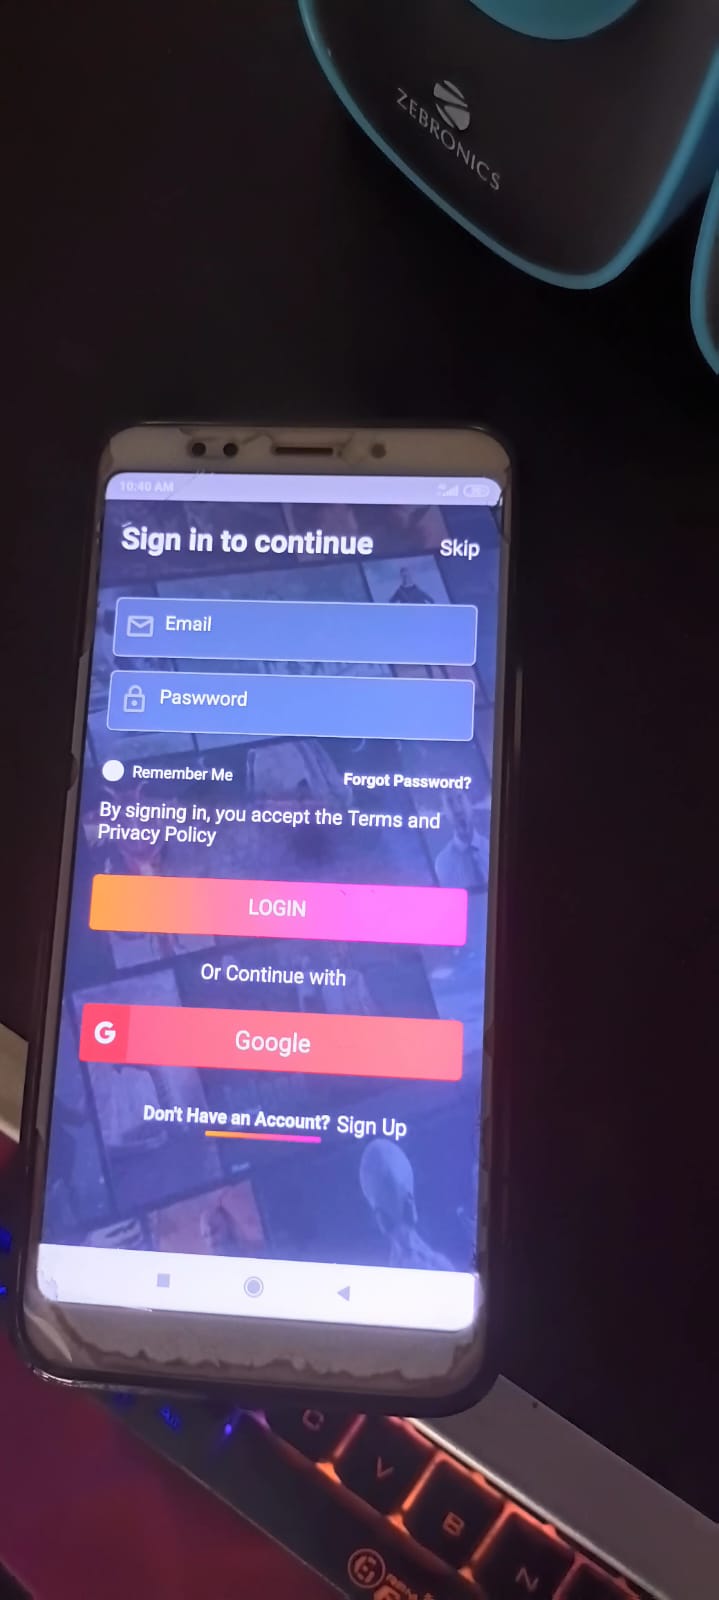 ZEBRONICS
10:40 AM
Sign in to continue
Skip
Email
Paswword
Remember Me
Forgot Password?
By signing in, you accept the Terms and
Privacy Policy
LOGIN
Or Continue with
G Google
Don't Have an Account? Sign Up
C V B N